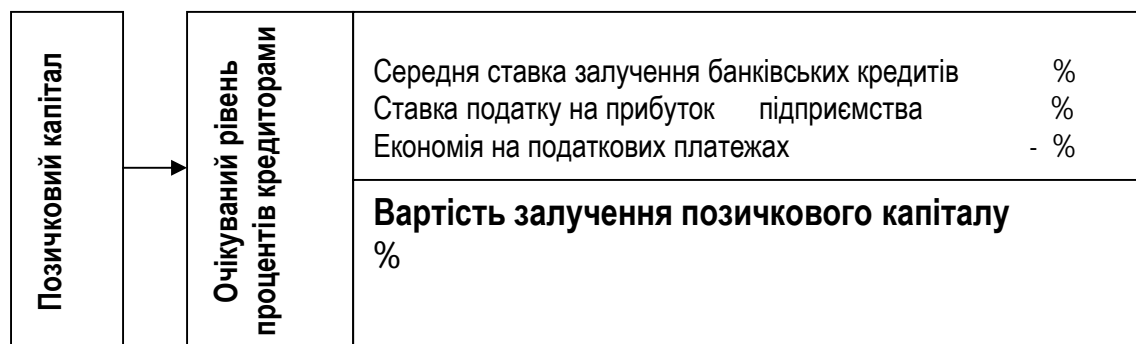 Позичковий капітал
Очікуваний рівень
процентів кредиторами
Середня ставка залучення банківських кредитів %
Ставка податку на прибуток підприємства %
Економія на податкових платежах - %
Вартість залучення позичкового капіталу
%